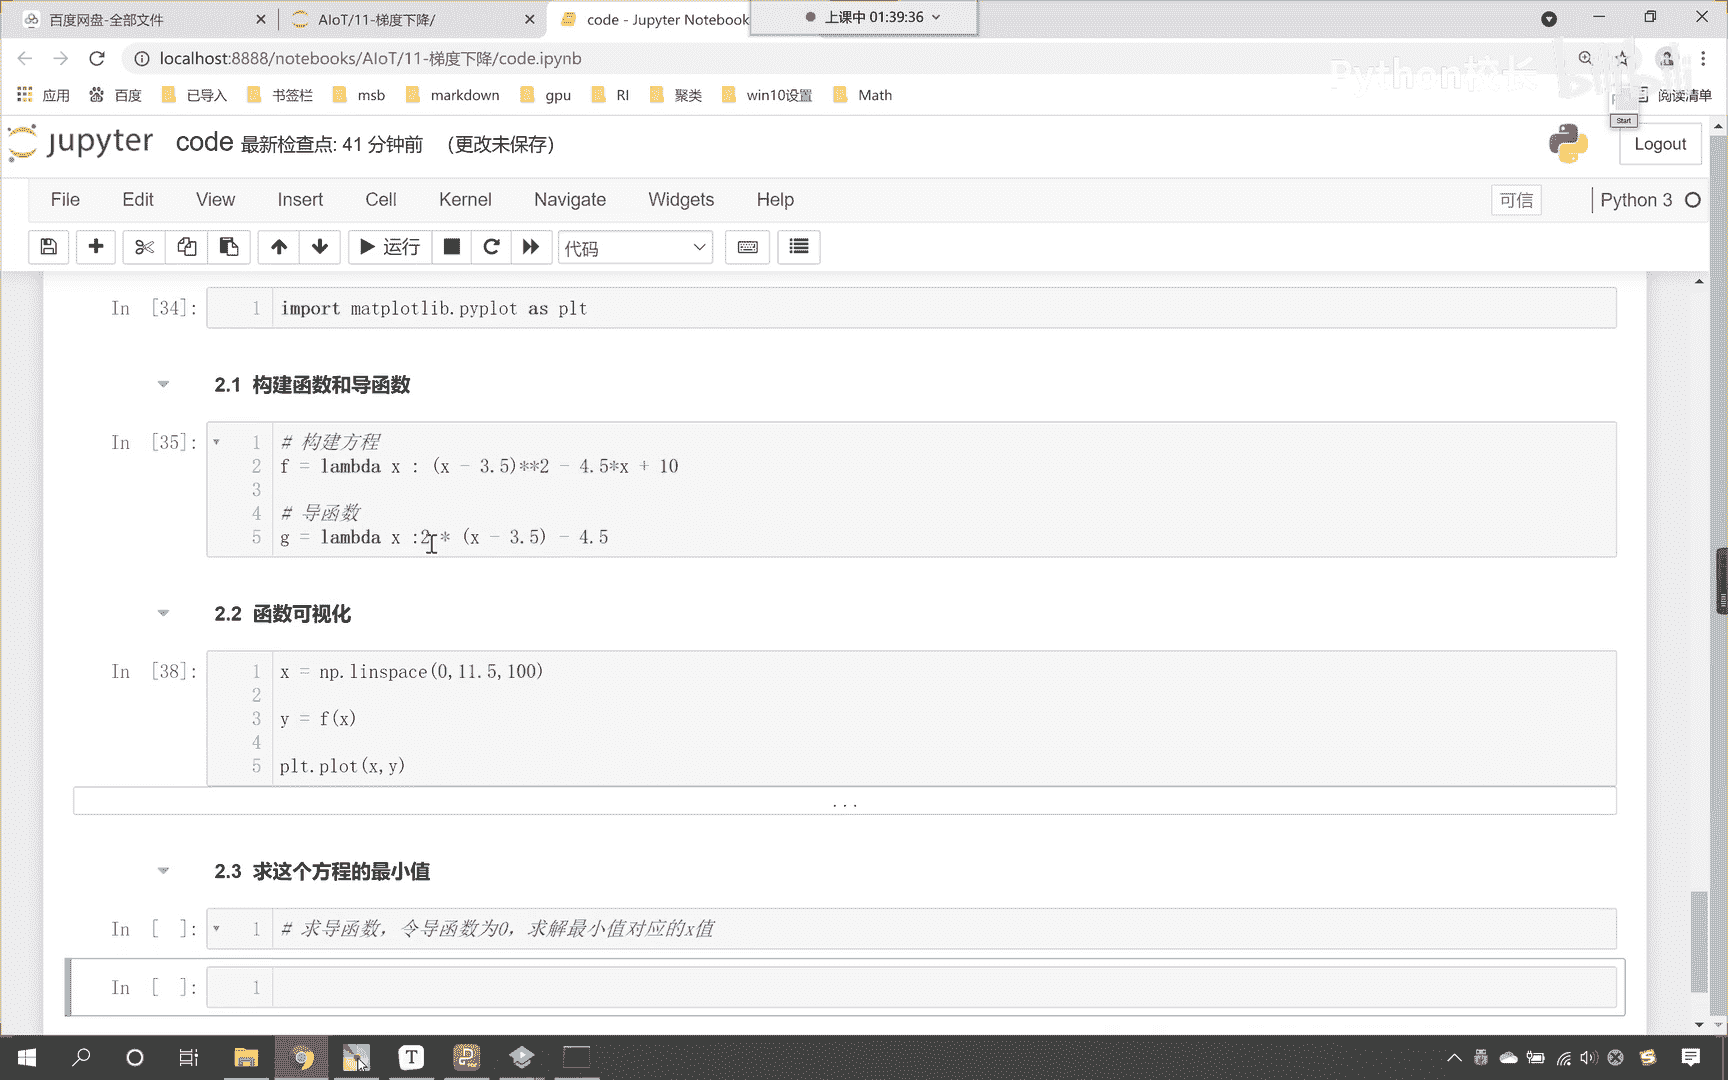 百度网盘-全部文件
AIoT/11-梯度下降/
code - Jupyter Notebook
上课中 01:39:36
localhost:8888/notebooks/AIoT/11-梯度下降/code.ipynb
Python校长
应用 百度 已导入 书签栏 msb markdown gpu RI 聚类 win10设置 Math 阅读清单
Start
jupyter code 最新检查点: 41 分钟前 (更改未保存)
Logout
File Edit View Insert Cell Kernel Navigate Widgets Help 可信 Python 3
运行 代码
In [34]: 1 import matplotlib.pyplot as plt
2.1 构建函数和导函数
In [35]: 1 # 构建方程
2 f = lambda x : (x - 3.5)**2 - 4.5*x + 10
3
4 # 导函数
5 g = lambda x :2 * (x - 3.5) - 4.5
2.2 函数可视化
In [38]: 1 x = np.linspace(0,11.5,100)
2
3 y = f(x)
4
5 plt.plot(x,y)
...
2.3 求这个方程的最小值
In [ ]: 1 # 求导函数，令导函数为0，求解最小值对应的x值
In [ ]: 1